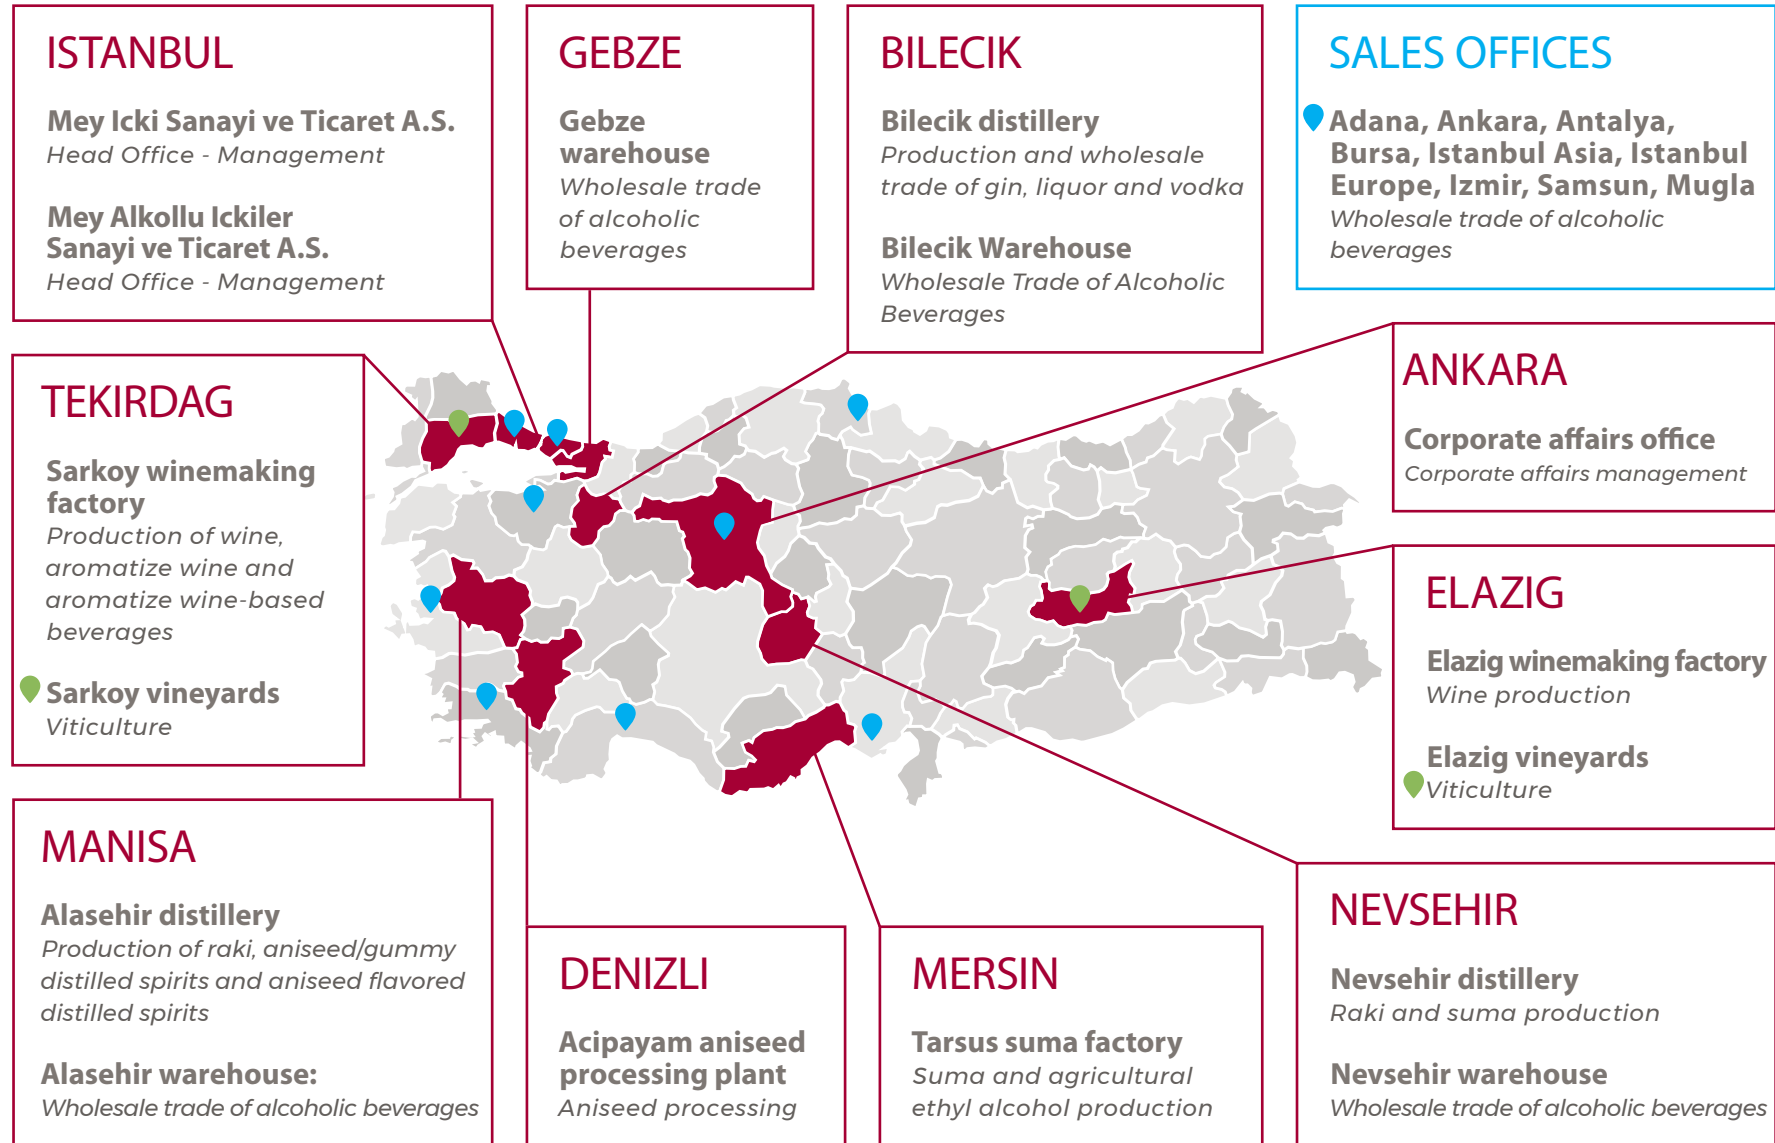 ISTANBUL
Mey Icki Sanayi ve Ticaret A.S.
Head Office - Management
Mey Alkollu Ickiler
Sanayi ve Ticaret A.S.
Head Office - Management
GEBZE
Gebze
warehouse
Wholesale trade
of alcoholic
beverages
BILECIK
Bilecik distillery
Production and wholesale
trade of gin, liquor and vodka
Bilecik Warehouse
Wholesale Trade of Alcoholic
Beverages
SALES OFFICES
Adana, Ankara, Antalya,
Bursa, Istanbul Asia, Istanbul
Europe, Izmir, Samsun, Mugla
Wholesale trade of alcoholic
beverages
TEKIRDAG
Sarkoy winemaking
factory
Production of wine,
aromatize wine and
aromatize wine-based
beverages
Sarkoy vineyards
Viticulture
ANKARA
Corporate affairs office
Corporate affairs management
ELAZIG
Elazig winemaking factory
Wine production
Elazig vineyards
Viticulture
MANISA
Alasehir distillery
Production of raki, aniseed/gummy
distilled spirits and aniseed flavored
distilled spirits
Alasehir warehouse:
Wholesale trade of alcoholic beverages
DENIZLI
Acipayam aniseed
processing plant
Aniseed processing
MERSIN
Tarsus suma factory
Suma and agricultural
ethyl alcohol production
NEVSEHIR
Nevsehir distillery
Raki and suma production
Nevsehir warehouse
Wholesale trade of alcoholic beverages